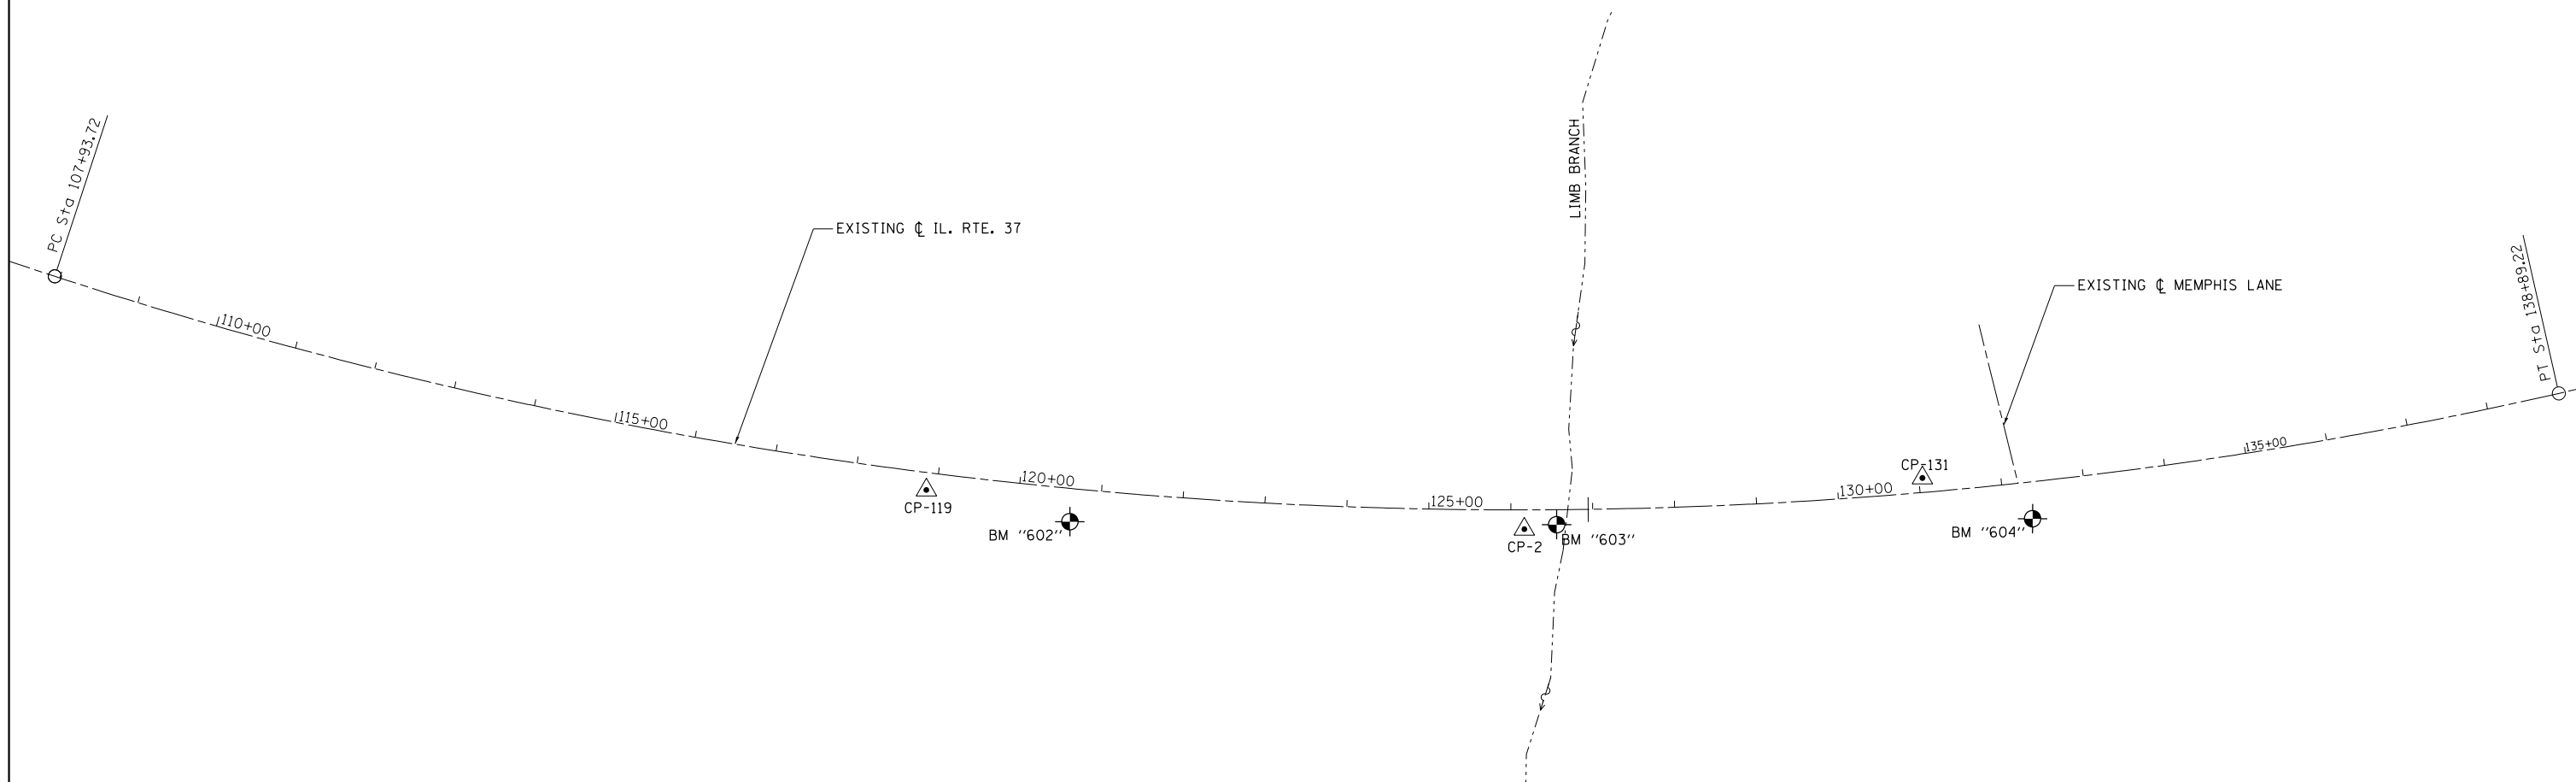 PC Sta 107+93.72
LIMB BRANCH
EXISTING ℄ IL. RTE. 37
PT Sta 138+89.22
EXISTING ℄ MEMPHIS LANE
110+00
115+00
120+00
125+00
130+00
135+00
CP-131
CP-119
BM "602"
CP-2
BM "603"
BM "604"